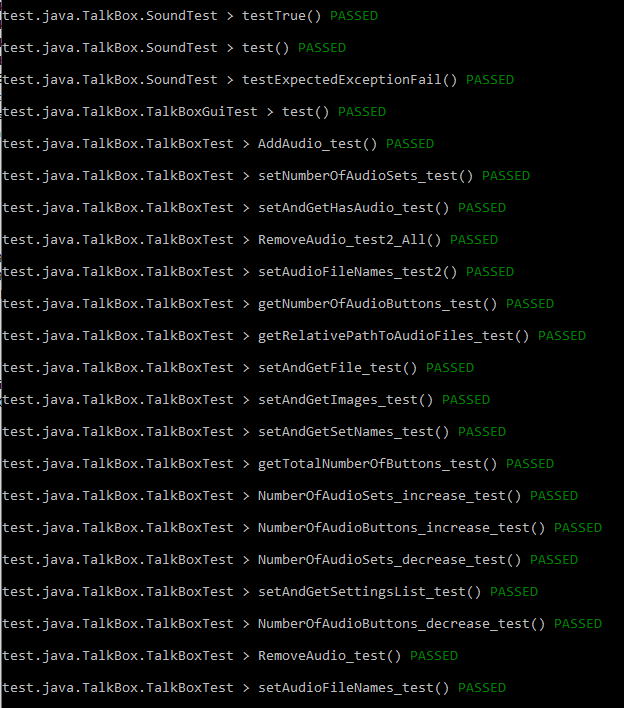 test.java.TalkBox.SoundTest > testTrue() PASSED
test.java.TalkBox.SoundTest > test() PASSED
test.java.TalkBox.SoundTest > testExpectedExceptionFail() PASSED
test.java.TalkBox.TalkBoxGuiTest > test() PASSED
test.java.TalkBox.TalkBoxTest > AddAudio_test() PASSED
test.java.TalkBox.TalkBoxTest > setNumberOfAudioSets_test() PASSED
test.java.TalkBox.TalkBoxTest > setAndGetHasAudio_test() PASSED
test.java.TalkBox.TalkBoxTest > RemoveAudio_test2_All() PASSED
test.java.TalkBox.TalkBoxTest > setAudioFileNames_test2() PASSED
test.java.TalkBox.TalkBoxTest > getNumberOfAudioButtons_test() PASSED
test.java.TalkBox.TalkBoxTest > getRelativePathToAudioFiles_test() PASSED
test.java.TalkBox.TalkBoxTest > setAndGetFile_test() PASSED
test.java.TalkBox.TalkBoxTest > setAndGetImages_test() PASSED
test.java.TalkBox.TalkBoxTest > setAndGetSetNames_test() PASSED
test.java.TalkBox.TalkBoxTest > getTotalNumberOfButtons_test() PASSED
test.java.TalkBox.TalkBoxTest > NumberOfAudioSets_increase_test() PASSED
test.java.TalkBox.TalkBoxTest > NumberOfAudioButtons_increase_test() PASSED
test.java.TalkBox.TalkBoxTest > NumberOfAudioSets_decrease_test() PASSED
test.java.TalkBox.TalkBoxTest > setAndGetSettingsList_test() PASSED
test.java.TalkBox.TalkBoxTest > NumberOfAudioButtons_decrease_test() PASSED
test.java.TalkBox.TalkBoxTest > RemoveAudio_test() PASSED
test.java.TalkBox.TalkBoxTest > setAudioFileNames_test() PASSED